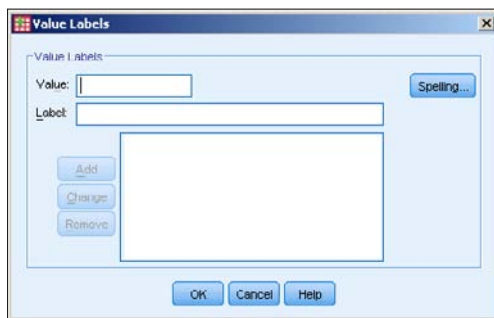 Value Labels
Value Labels
Value:
Spelling...
Label:
Add
Change
Remove
OK Cancel Help